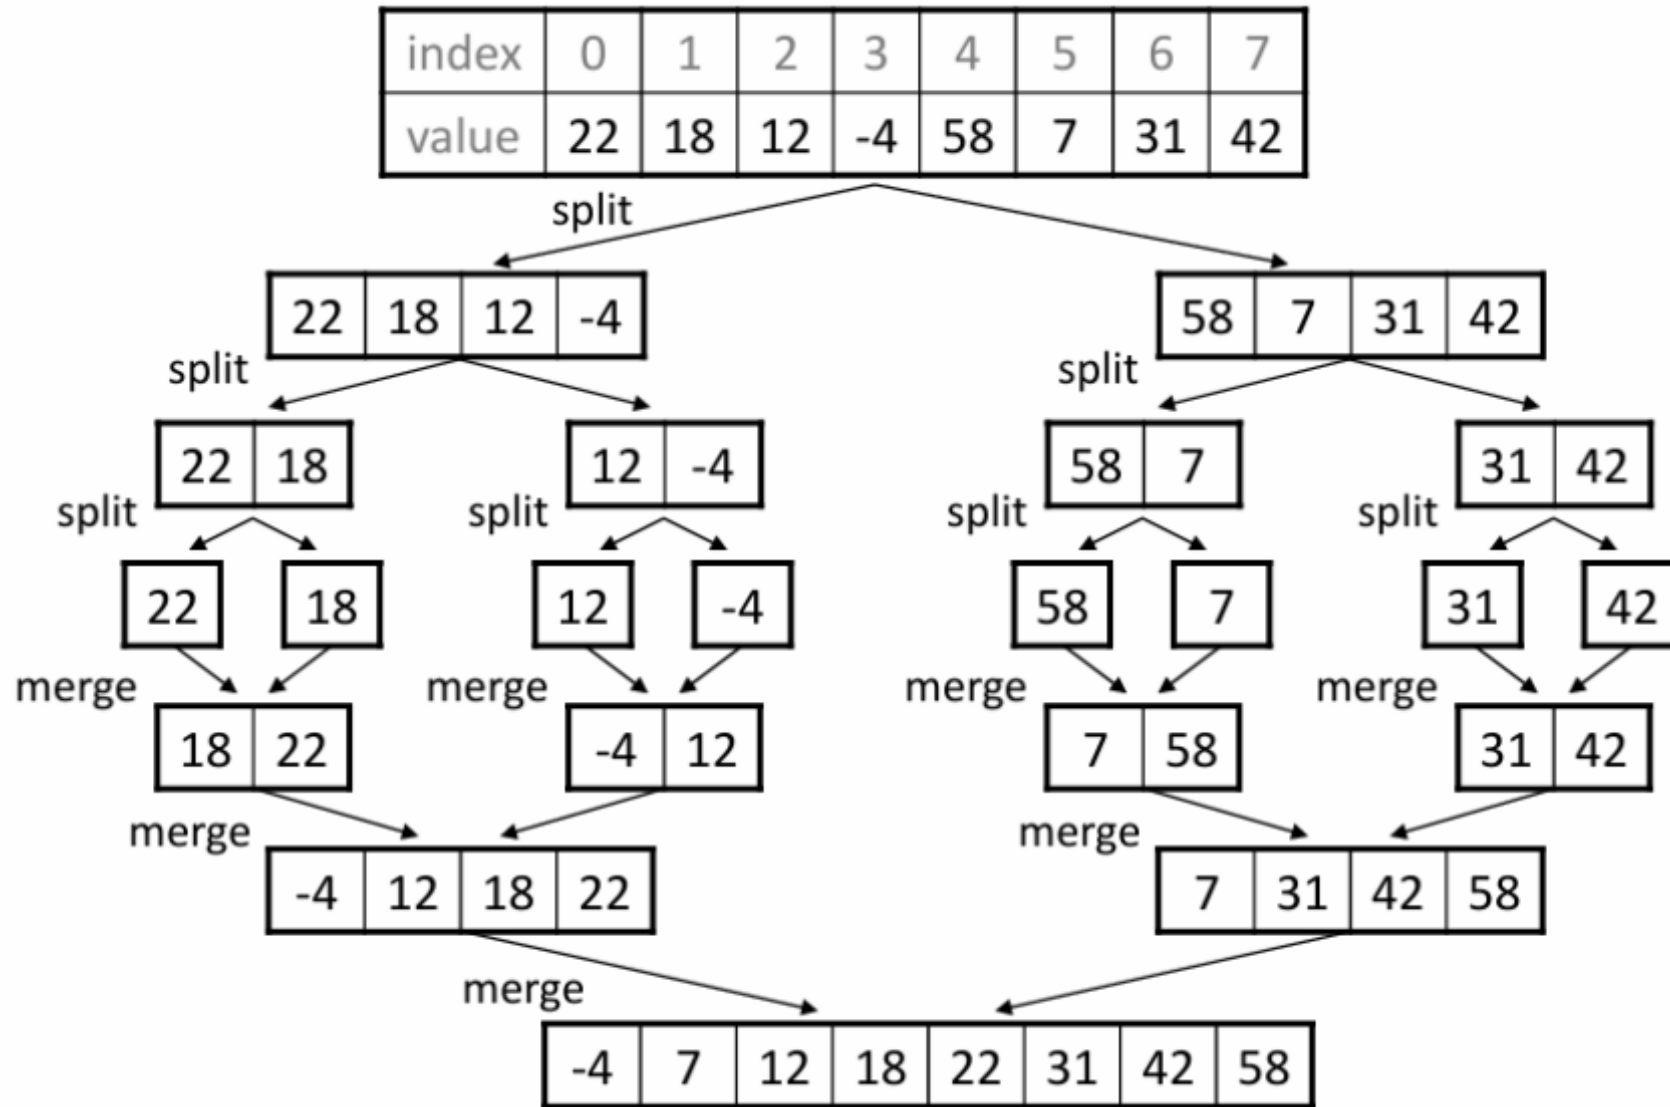 index 0 1 2 3 4 5 6 7
value 22 18 12 -4 58 7 31 42
split
22 18 12 -4 58 7 31 42
split split
22 18 12 -4 58 7 31 42
split split split split
22 18 12 -4 58 7 31 42
merge merge merge merge
18 22 -4 12 7 58 31 42
merge merge
-4 12 18 22 7 31 42 58
merge
-4 7 12 18 22 31 42 58